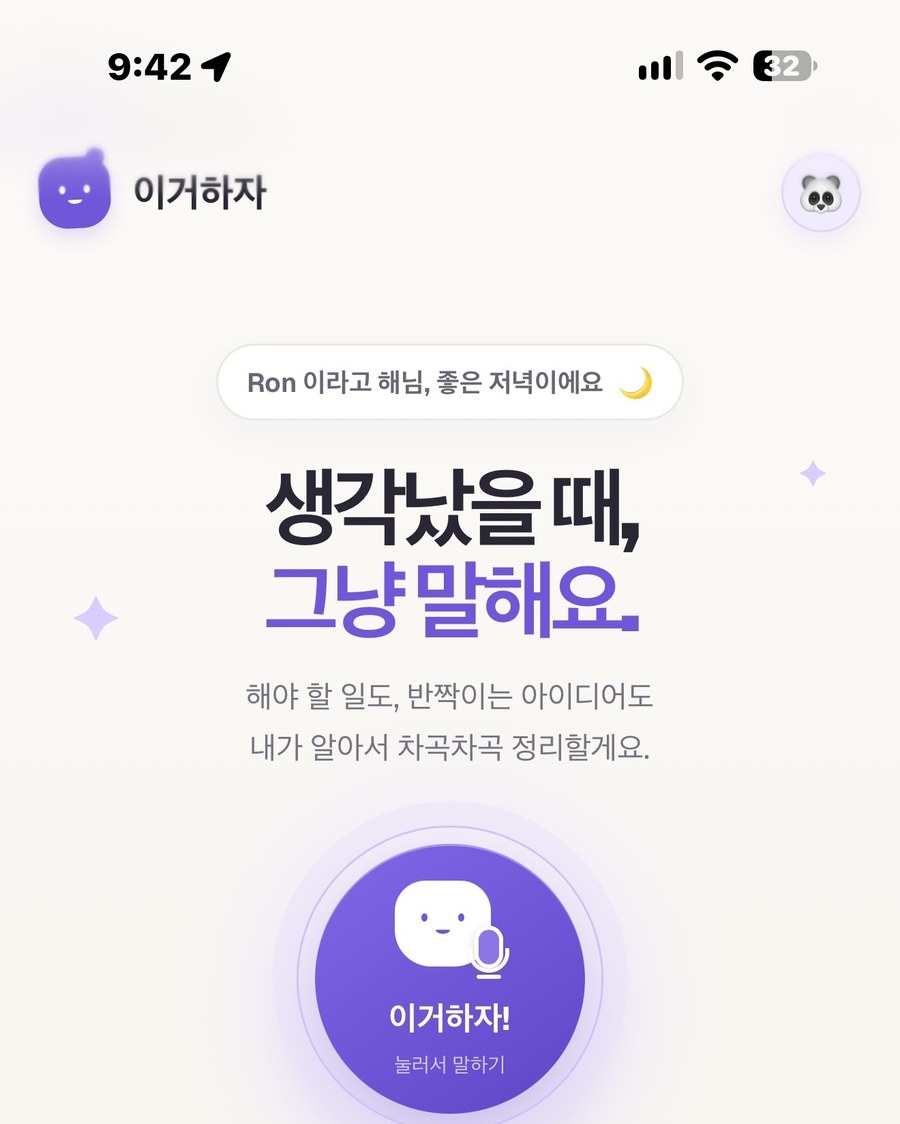 9:42
32
이거하자
Ron 이라고 해님, 좋은 저녁이에요
생각났을 때,
그냥 말해요.
해야 할 일도, 반짝이는 아이디어도
내가 알아서 차곡차곡 정리할게요.
이거하자!
눌러서 말하기